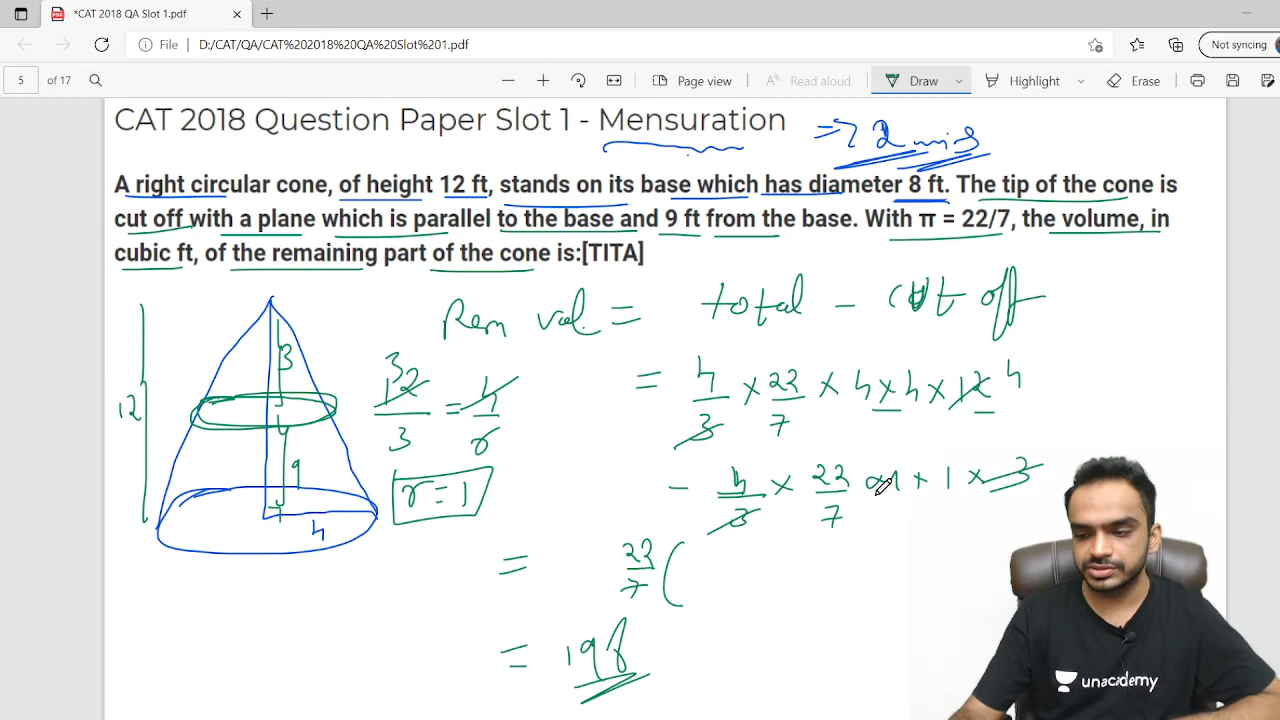 *CAT 2018 QA Slot 1.pdf
File D:/CAT/QA/CAT%202018%20QA%20Slot%201.pdf
Not syncing
5 of 17
Page view
Read aloud
Draw
Highlight
Erase
CAT 2018 Question Paper Slot 1 - Mensuration
A right circular cone, of height 12 ft, stands on its base which has diameter 8 ft. The tip of the cone is
cut off with a plane which is parallel to the base and 9 ft from the base. With π = 22/7, the volume, in
cubic ft, of the remaining part of the cone is:[TITA]
Rem vol. = total - cut off
12
3
9
4
3
12/3 = 4/r
r = 1
= 4/3 × 22/7 × 4 × 4 × 12 4
- 4/3 × 22/7 × 1 × 3
= 22/7 (
= 198
unacademy